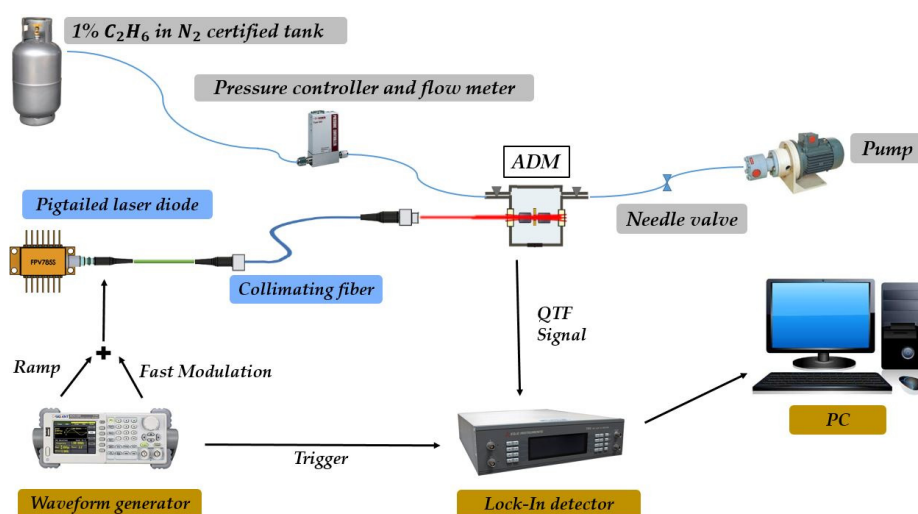 1% C₂H₆ in N₂ certified tank
Pressure controller and flow meter
ADM
Pump
Needle valve
Pigtailed laser diode
FPV785S
Collimating fiber
QTF
Signal
Ramp
Fast Modulation
Trigger
PC
Waveform generator
Lock-In detector